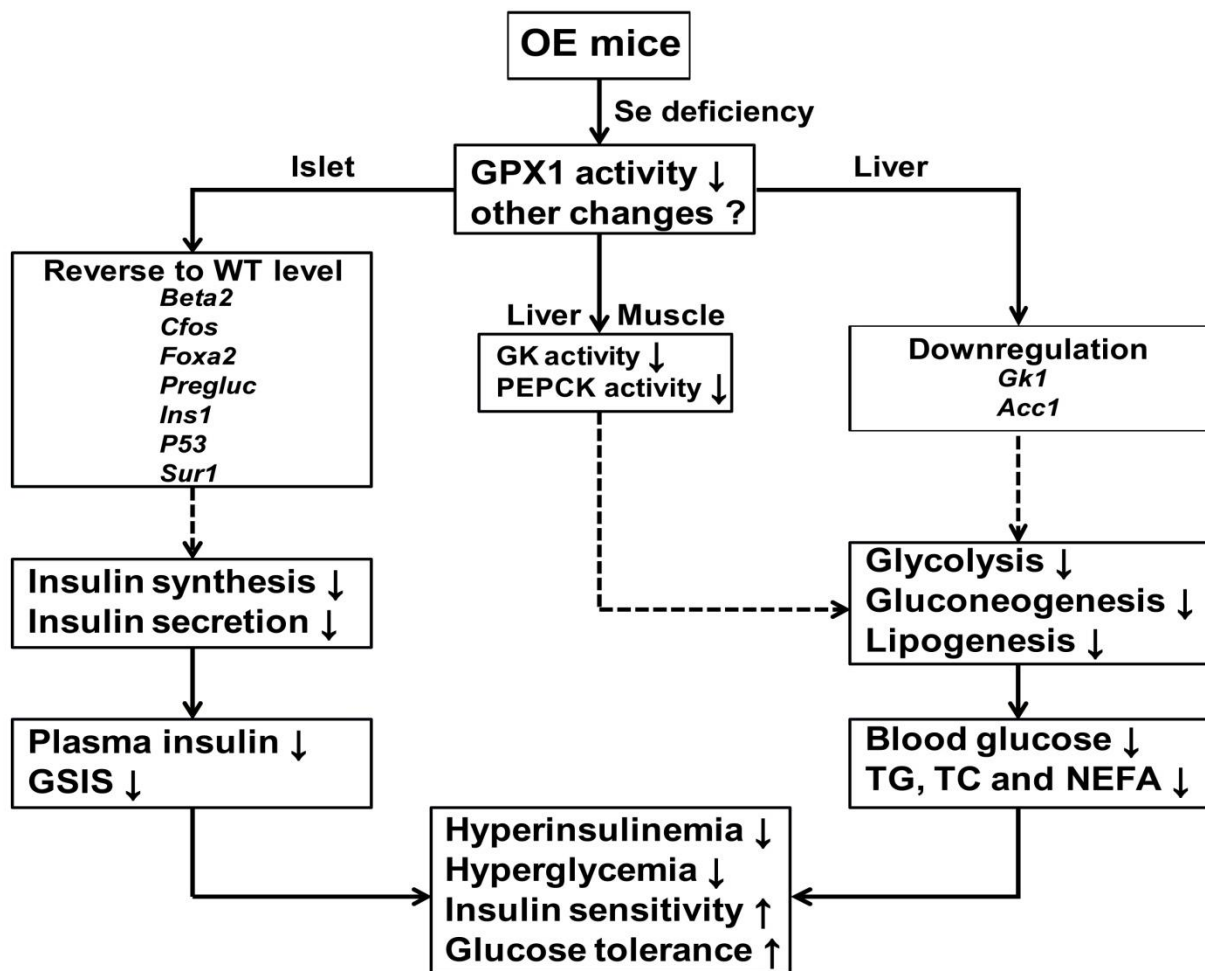 OE mice
Se deficiency
Islet
GPX1 activity ↓
other changes ?
Liver
Reverse to WT level
Beta2
Cfos
Foxa2
Pregluc
Ins1
P53
Sur1
Liver Muscle
GK activity ↓
PEPCK activity ↓
Downregulation
Gk1
Acc1
Insulin synthesis ↓
Insulin secretion ↓
Glycolysis ↓
Gluconeogenesis ↓
Lipogenesis ↓
Plasma insulin ↓
GSIS ↓
Blood glucose ↓
TG, TC and NEFA ↓
Hyperinsulinemia ↓
Hyperglycemia ↓
Insulin sensitivity ↑
Glucose tolerance ↑